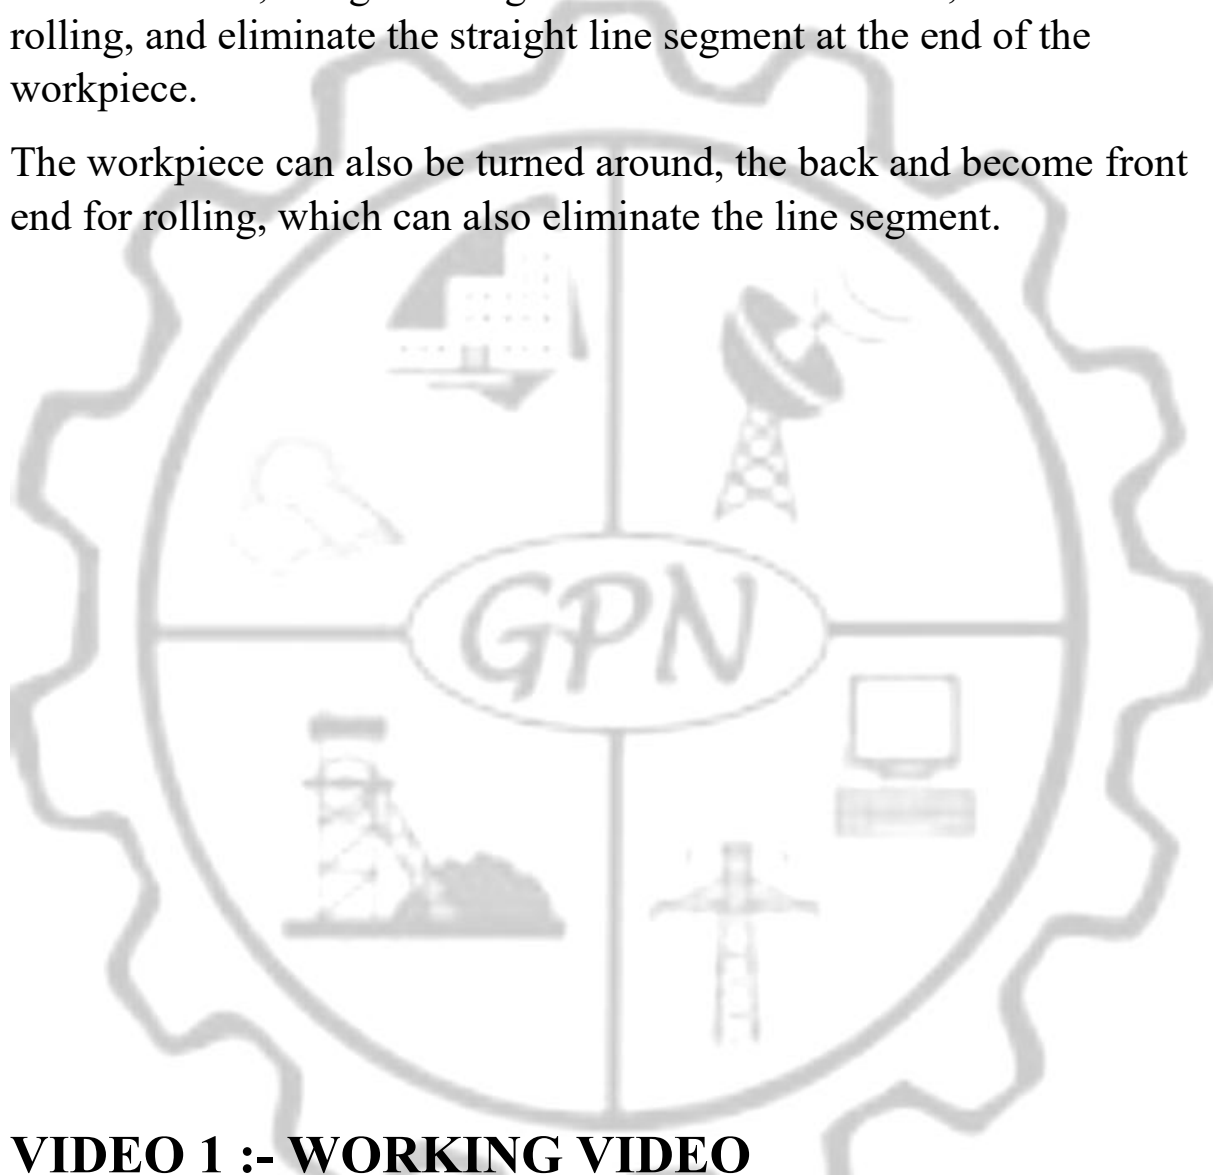 rolling, and eliminate the straight line segment at the end of the
workpiece.
The workpiece can also be turned around, the back and become front
end for rolling, which can also eliminate the line segment.
GPN
VIDEO 1 :- WORKING VIDEO